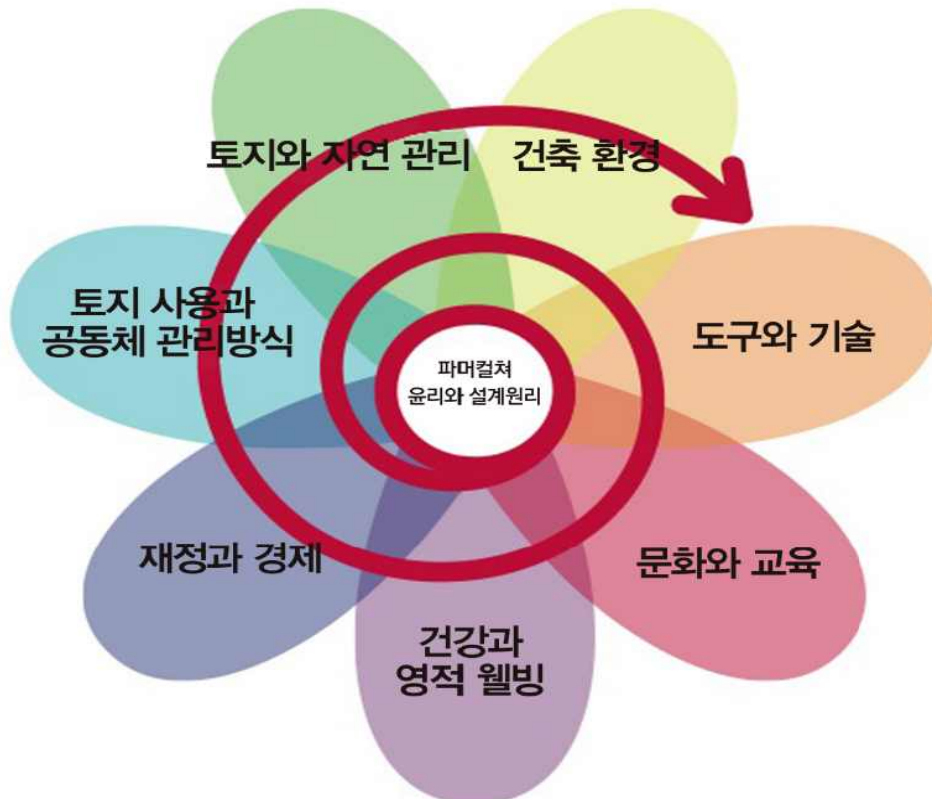 토지와 자연 관리
건축 환경
토지 사용과
공동체 관리방식
도구와 기술
파머컬쳐
윤리와 설계원리
재정과 경제
문화와 교육
건강과
영적 웰빙